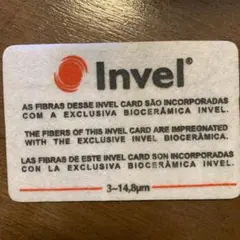 Invel®
AS FIBRAS DESSE INVEL CARD SÃO INCORPORADAS
COM A EXCLUSIVA BIOCERÂMICA INVEL.
THE FIBERS OF THIS INVEL CARD ARE IMPREGNATED
WITH THE EXCLUSIVE INVEL BIOCERÂMICA.
LAS FIBRAS DE ESTE INVEL CARD SON INCORPORADAS
CON LA EXCLUSIVA BIOCERÂMICA INVEL.
3~14,8µm